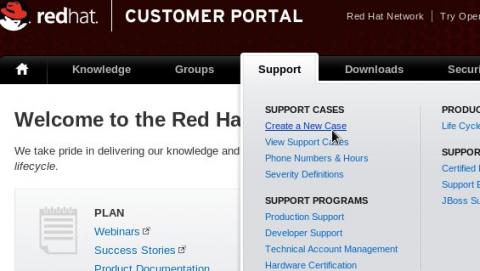 redhat. CUSTOMER PORTAL
Red Hat Network | Try Open
Knowledge Groups Support Downloads Securi
Welcome to the Red Ha
We take pride in delivering our knowledge and
lifecycle.
PLAN
Webinars
Success Stories
Product Documentation
SUPPORT CASES
Create a New Case
View Support Cases
Phone Numbers & Hours
Severity Definitions
SUPPORT PROGRAMS
Production Support
Developer Support
Technical Account Management
Hardware Certification
PRODUC
Life Cycle
SUPPOR
Certified
Support E
JBoss Su